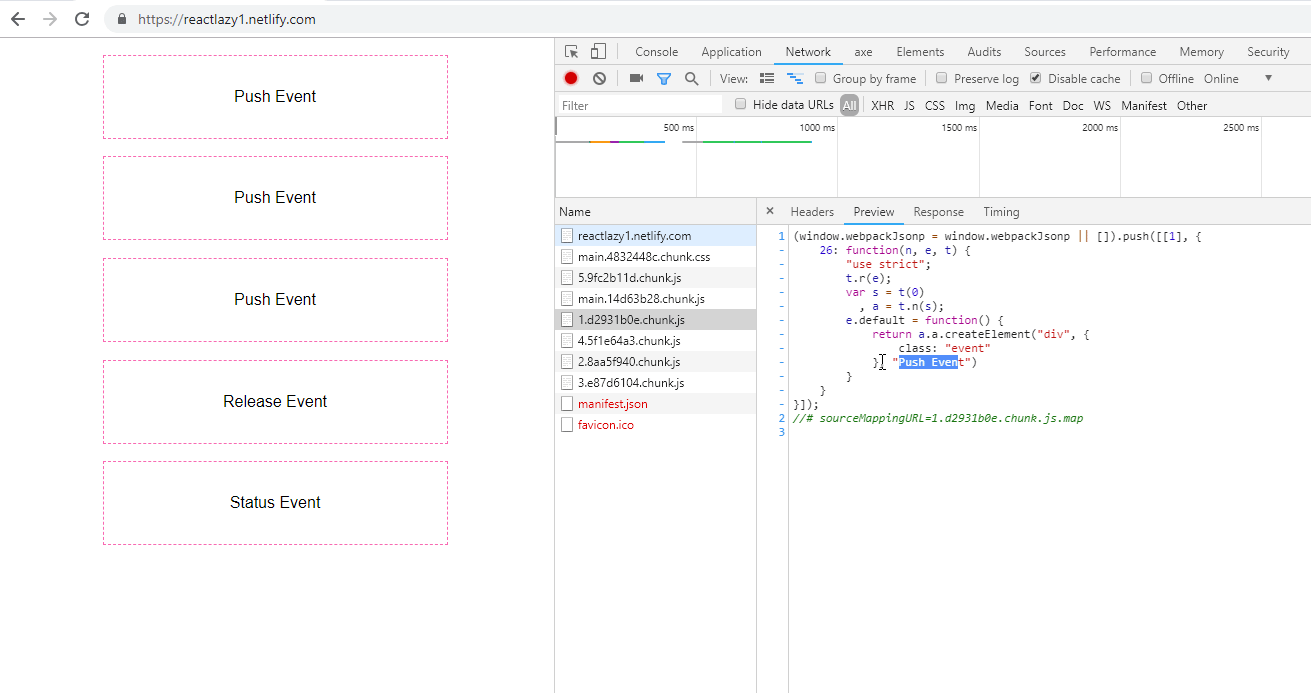 https://reactlazy1.netlify.com
Push Event
Push Event
Push Event
Release Event
Status Event
Console Application Network axe Elements Audits Sources Performance Memory Security
View: Group by frame Preserve log Disable cache Offline Online
Filter Hide data URLs All XHR JS CSS Img Media Font Doc WS Manifest Other
500 ms 1000 ms 1500 ms 2000 ms 2500 ms
Name
reactlazy1.netlify.com
main.4832448c.chunk.css
5.9fc2b11d.chunk.js
main.14d63b28.chunk.js
1.d2931b0e.chunk.js
4.5f1e64a3.chunk.js
2.8aa5f940.chunk.js
3.e87d6104.chunk.js
manifest.json
favicon.ico
× Headers Preview Response Timing
1 (window.webpackJsonp = window.webpackJsonp || []).push([[1], {
- 26: function(n, e, t) {
- "use strict";
- t.r(e);
- var s = t(0)
- , a = t.n(s);
- e.default = function() {
- return a.a.createElement("div", {
- class: "event"
- }, "Push Event")
- }
- }
- }]);
2 //# sourceMappingURL=1.d2931b0e.chunk.js.map
3